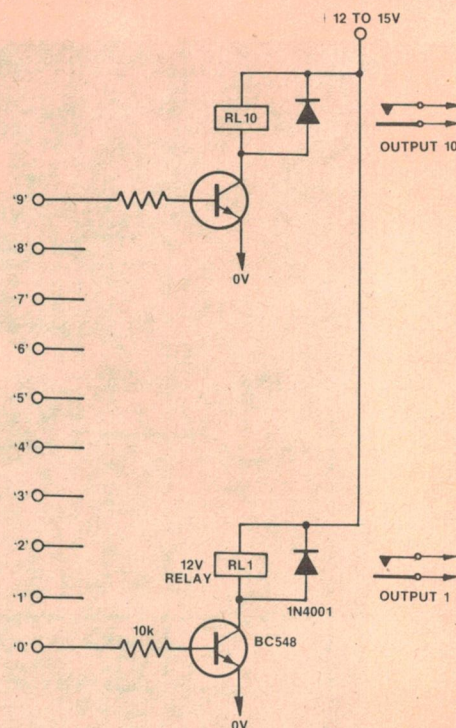 12 TO 15V
RL10
OUTPUT 10
'9'
0V
'8'
'7'
'6'
'5'
'4'
'3'
'2'
12V
RELAY
RL1
'1'
1N4001
OUTPUT 1
10k
BC548
'0'
0V